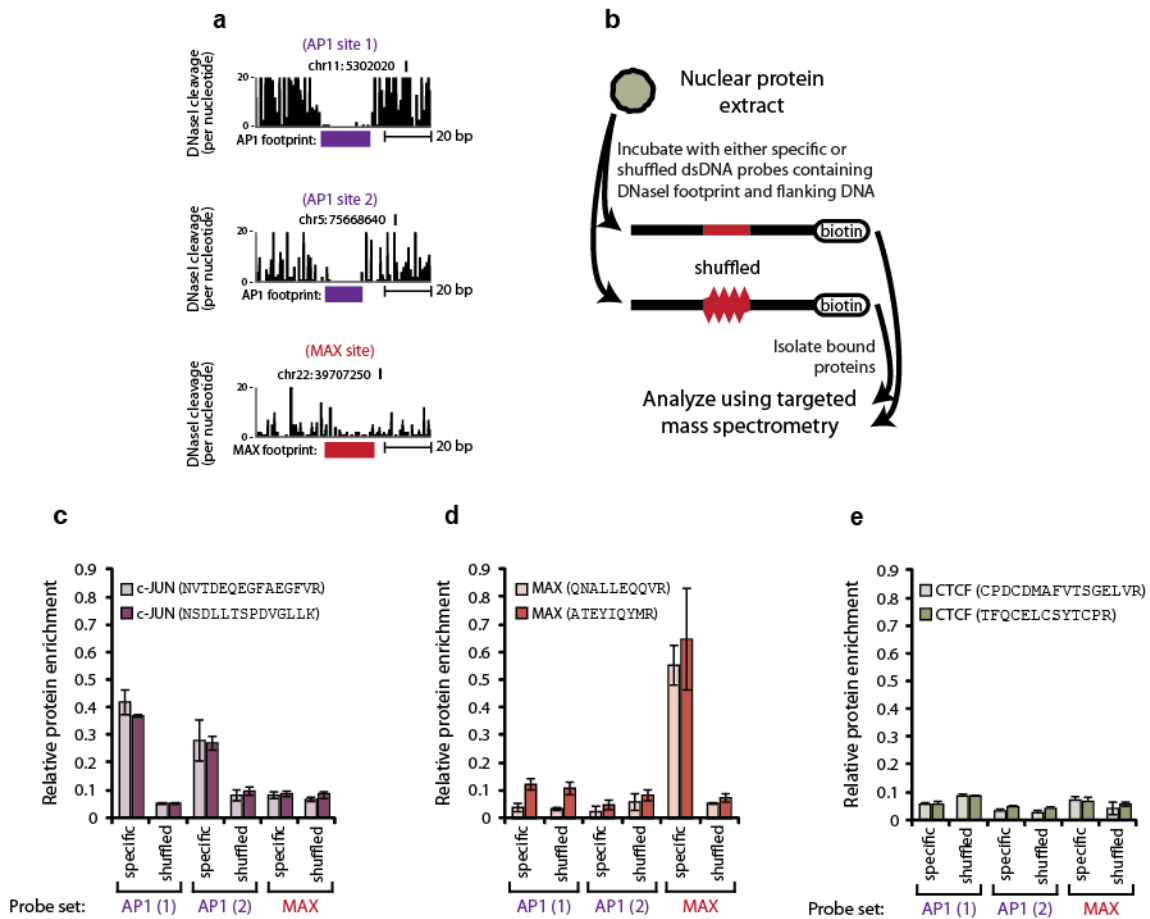 a
(AP1 site 1)
chr11:5302020
DNaseI cleavage
(per nucleotide)
20
0
AP1 footprint:
20 bp
(AP1 site 2)
chr5:75668640
DNaseI cleavage
(per nucleotide)
20
0
AP1 footprint:
20 bp
(MAX site)
chr22:39707250
DNaseI cleavage
(per nucleotide)
20
0
MAX footprint:
20 bp
b
Nuclear protein
extract
Incubate with either specific or
shuffled dsDNA probes containing
DNaseI footprint and flanking DNA
biotin
shuffled
biotin
Isolate bound
proteins
Analyze using targeted
mass spectrometry
c
Relative protein enrichment
0.9
0.8
0.7
0.6
0.5
0.4
0.3
0.2
0.1
0
c-JUN (NVTDEQEGFAEGFVR)
c-JUN (NSDLLTSPDVGLLK)
specific
shuffled
specific
shuffled
specific
shuffled
Probe set:
AP1 (1)
AP1 (2)
MAX
d
Relative protein enrichment
0.9
0.8
0.7
0.6
0.5
0.4
0.3
0.2
0.1
0
MAX (QNALLEQQVR)
MAX (ATEYIQYMR)
specific
shuffled
specific
shuffled
specific
shuffled
AP1 (1)
AP1 (2)
MAX
e
Relative protein enrichment
0.9
0.8
0.7
0.6
0.5
0.4
0.3
0.2
0.1
0
CTCF (CPDCDMAFVTSGELVR)
CTCF (TFQCELCSYTCPR)
specific
shuffled
specific
shuffled
specific
shuffled
Probe set:
AP1 (1)
AP1 (2)
MAX